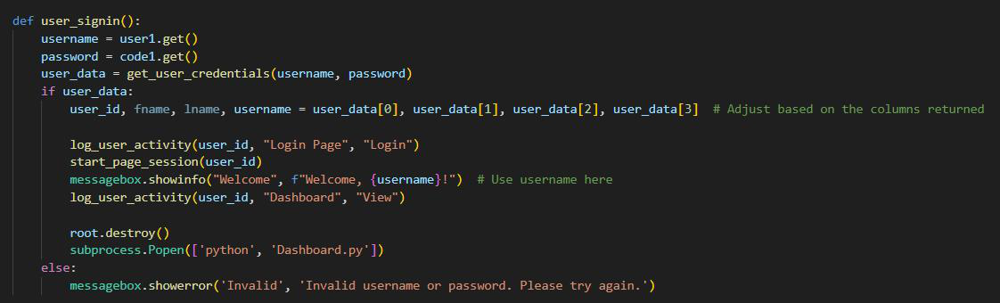 def user_signin():
    username = user1.get()
    password = code1.get()
    user_data = get_user_credentials(username, password)
    if user_data:
        user_id, fname, lname, username = user_data[0], user_data[1], user_data[2], user_data[3]  # Adjust based on the columns returned

        log_user_activity(user_id, "Login Page", "Login")
        start_page_session(user_id)
        messagebox.showinfo("Welcome", f"Welcome, {username}!")  # Use username here
        log_user_activity(user_id, "Dashboard", "View")

        root.destroy()
        subprocess.Popen(['python', 'Dashboard.py'])
    else:
        messagebox.showerror('Invalid', 'Invalid username or password. Please try again.')